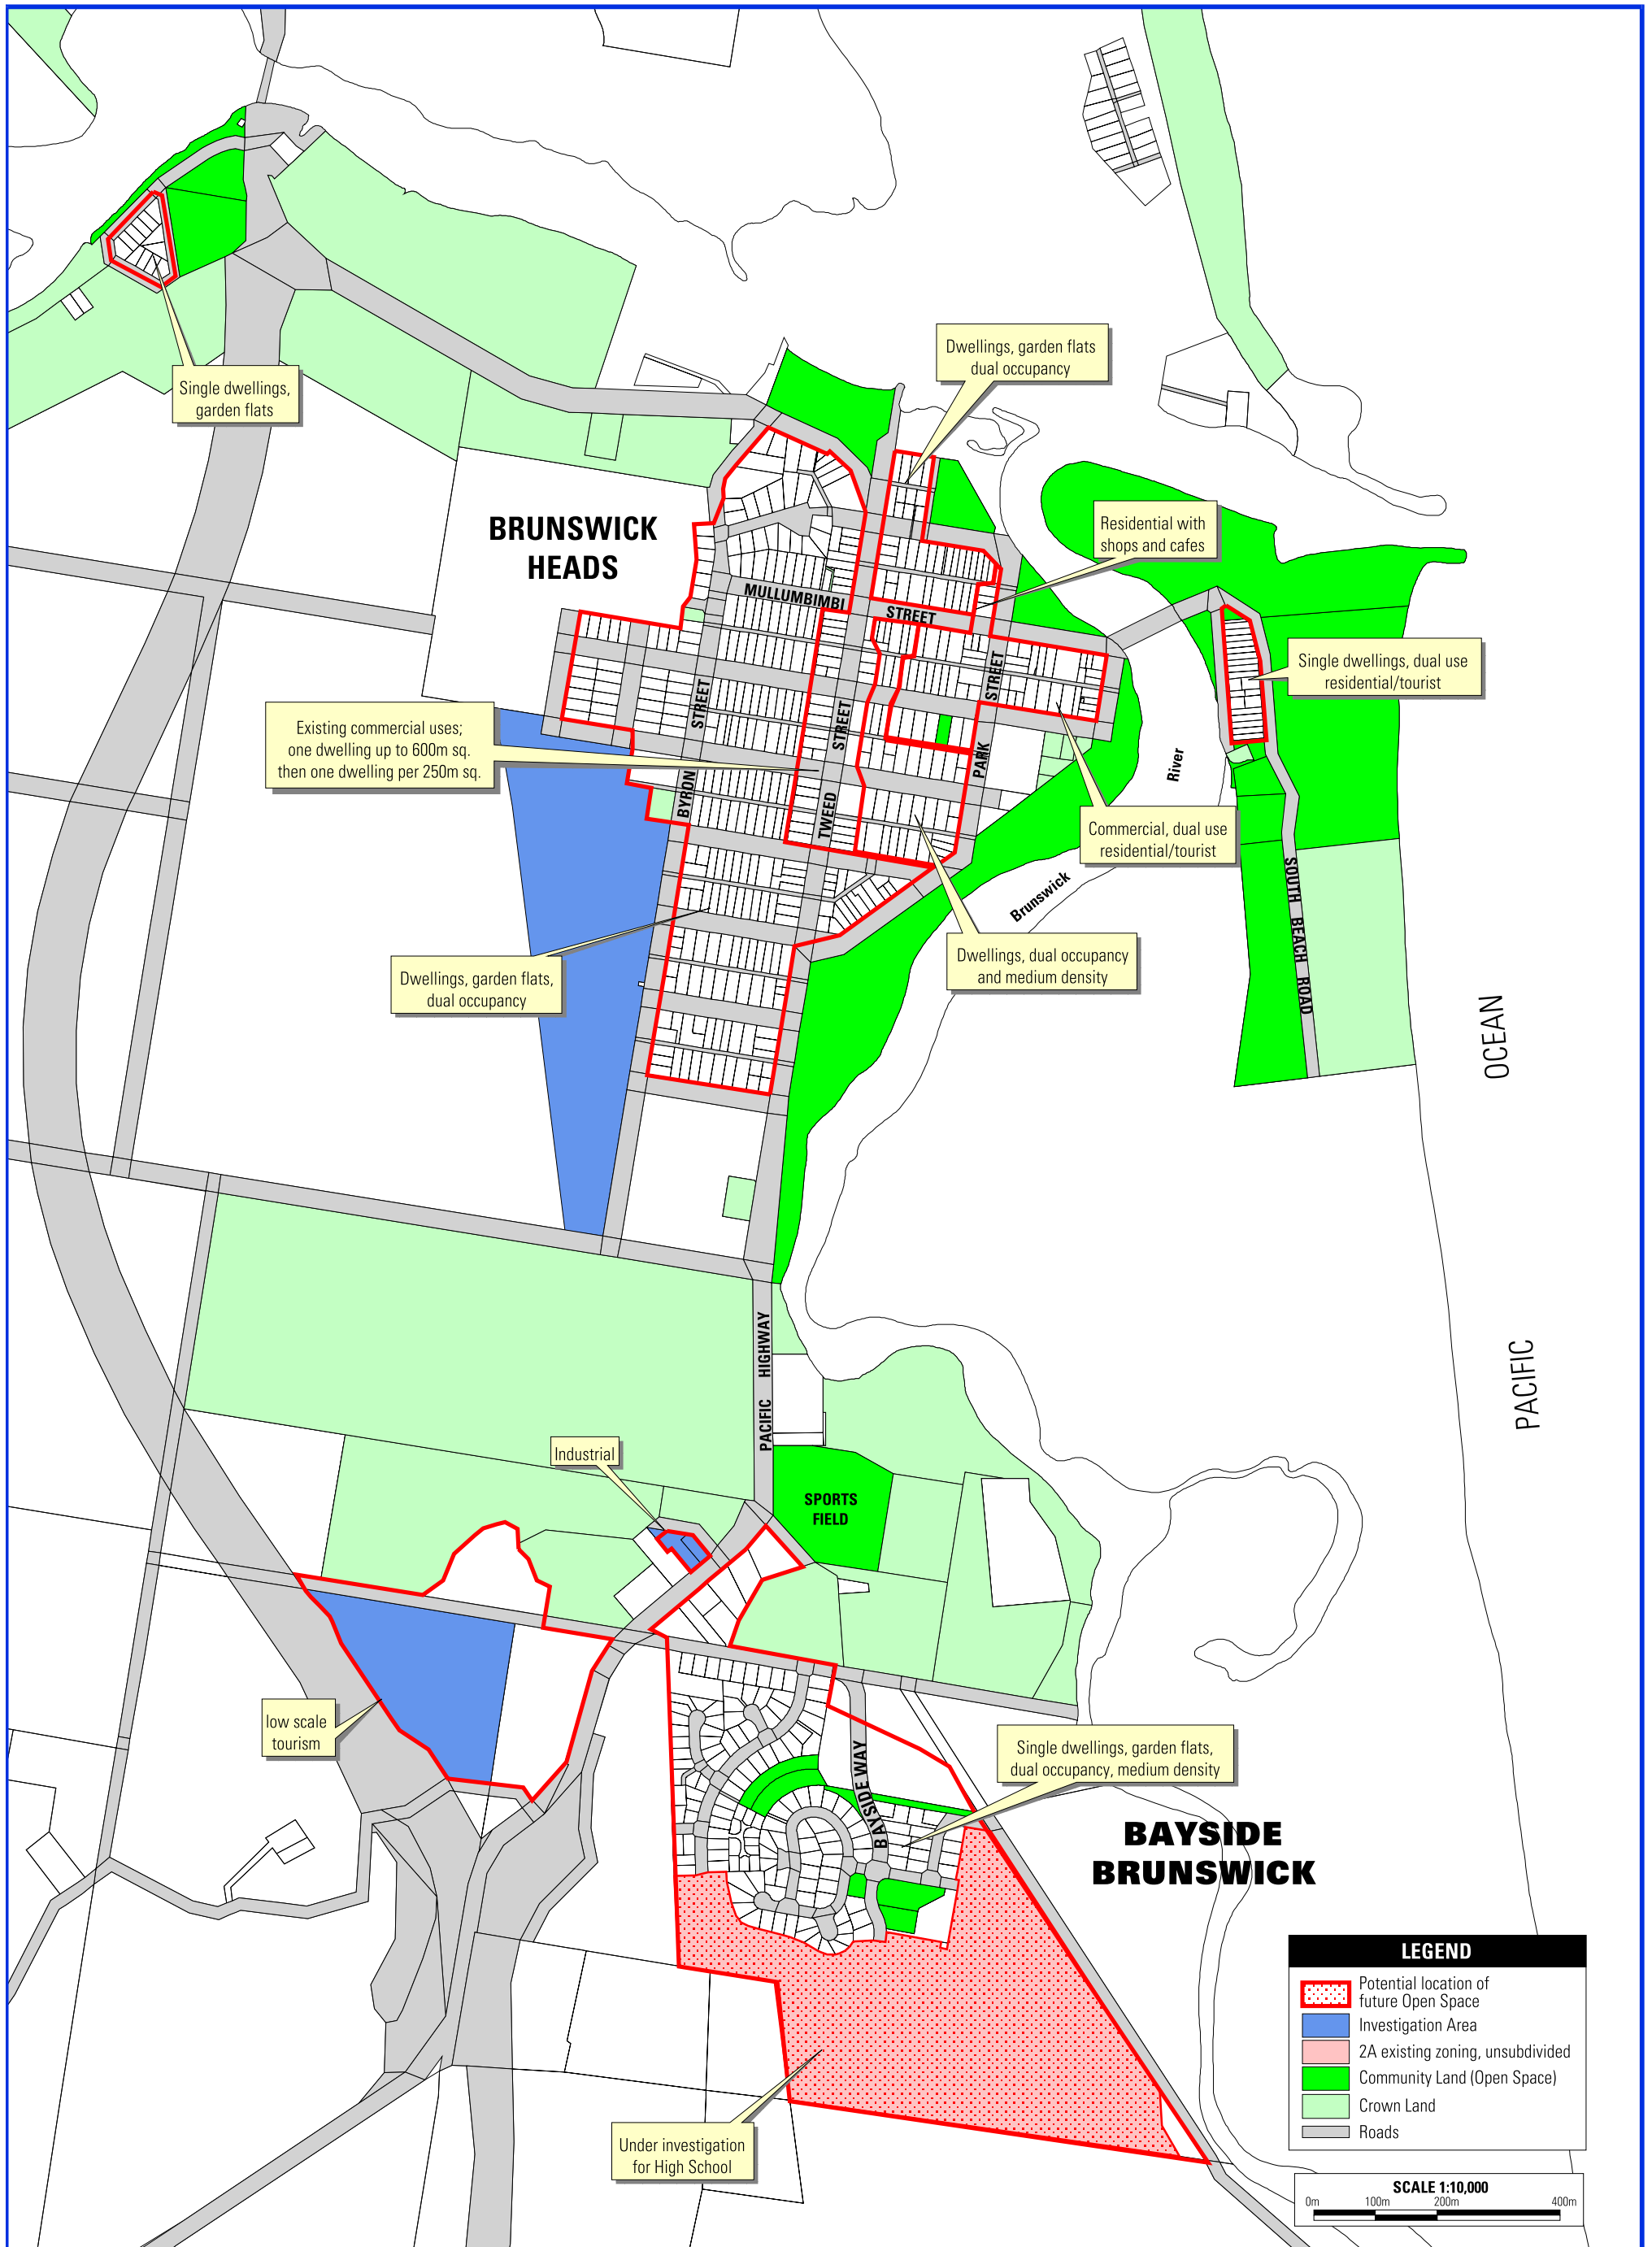 Dwellings, garden flats
dual occupancy
Single dwellings,
garden flats
BRUNSWICK
HEADS
Residential with
shops and cafes
MULLUMBIMBI
STREET
Single dwellings, dual use
residential/tourist
Existing commercial uses;
one dwelling up to 600m sq.
then one dwelling per 250m sq.
BYRON STREET
TWEED STREET
PARK STREET
River
Brunswick
Commercial, dual use
residential/tourist
SOUTH BEACH ROAD
Dwellings, garden flats,
dual occupancy
Dwellings, dual occupancy
and medium density
OCEAN
PACIFIC
PACIFIC HIGHWAY
Industrial
SPORTS
FIELD
low scale
tourism
BAYSIDE WAY
Single dwellings, garden flats,
dual occupancy, medium density
BAYSIDE
BRUNSWICK
Under investigation
for High School
LEGEND
Potential location of
future Open Space
Investigation Area
2A existing zoning, unsubdivided
Community Land (Open Space)
Crown Land
Roads
SCALE 1:10,000
0m 100m 200m 400m